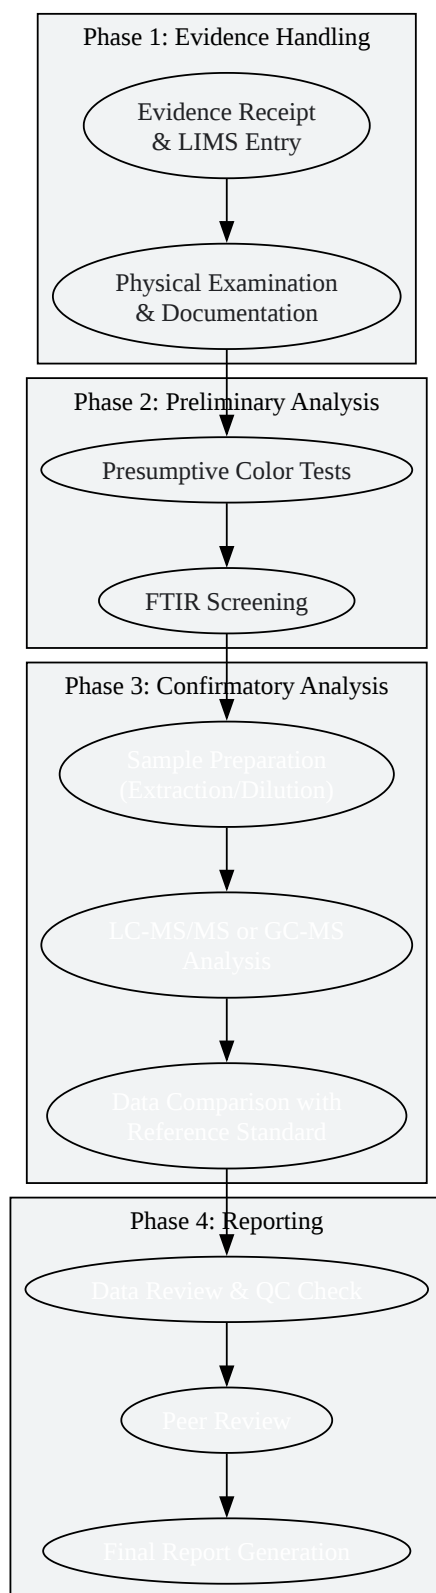 Phase 1: Evidence Handling
Evidence Receipt
& LIMS Entry
Physical Examination
& Documentation
Phase 2: Preliminary Analysis
Presumptive Color Tests
FTIR Screening
Phase 3: Confirmatory Analysis
Sample Preparation
(Extraction/Dilution)
LC-MS/MS or GC-MS
Analysis
Data Comparison with
Reference Standard
Phase 4: Reporting
Data Review & QC Check
Peer Review
Final Report Generation